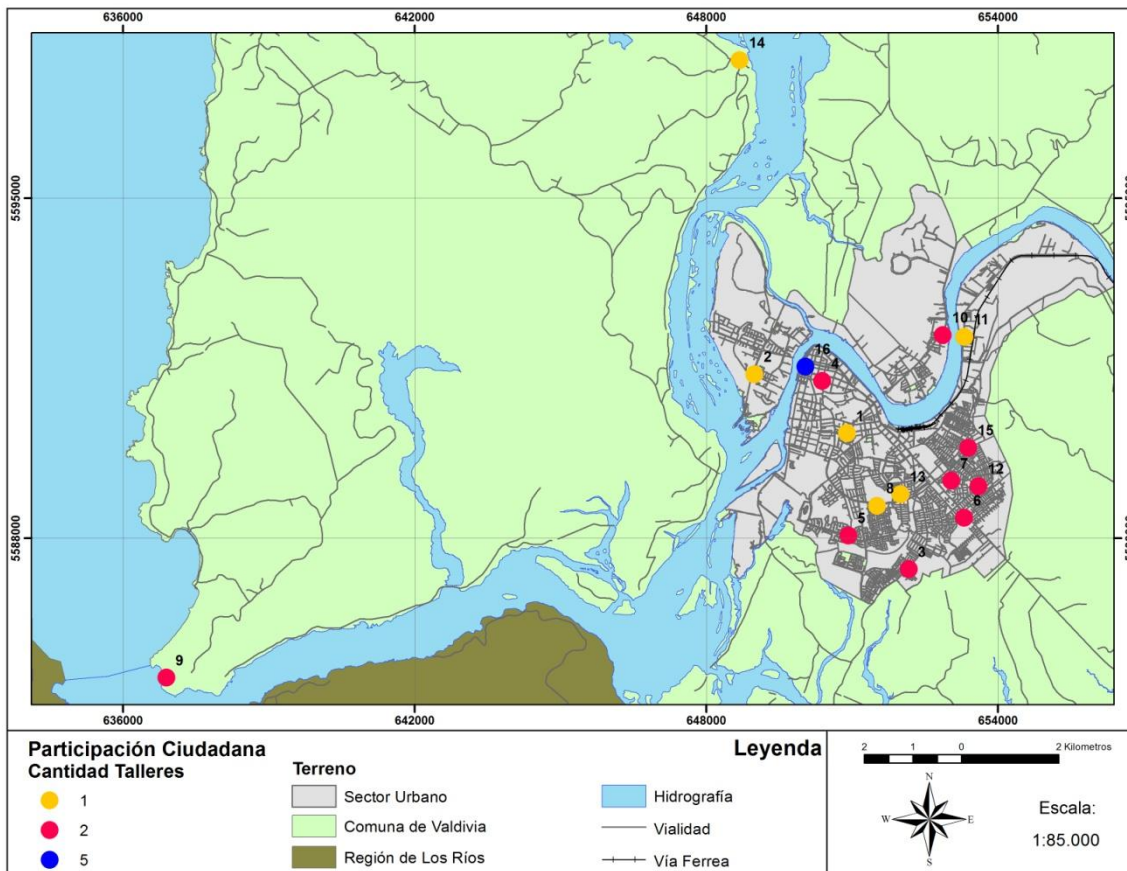 636000 642000 648000 654000
14
5595000
10 11
16
2 4
1
15
7
12
8 13
6
5
5588000
3
9
636000 642000 648000 654000
Participación Ciudadana
Cantidad Talleres
1
2
5
Terreno
Sector Urbano
Comuna de Valdivia
Región de Los Ríos
Leyenda
Hidrografía
Vialidad
Vía Ferrea
2 1 0 2 Kilometros
N
W E
S
Escala:
1:85.000